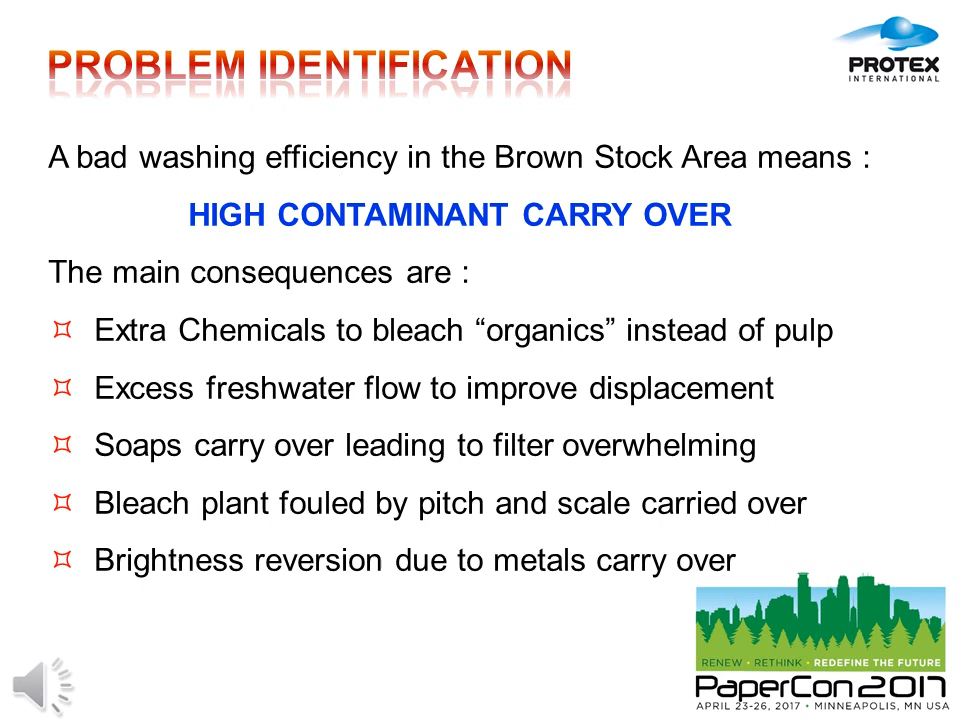 PROBLEM IDENTIFICATION
PROTEX
INTERNATIONAL
A bad washing efficiency in the Brown Stock Area means :
HIGH CONTAMINANT CARRY OVER
The main consequences are :
Extra Chemicals to bleach “organics” instead of pulp
Excess freshwater flow to improve displacement
Soaps carry over leading to filter overwhelming
Bleach plant fouled by pitch and scale carried over
Brightness reversion due to metals carry over
RENEW • RETHINK • REDEFINE THE FUTURE
PaperCon 2017
APRIL 23-26, 2017 • MINNEAPOLIS, MN USA